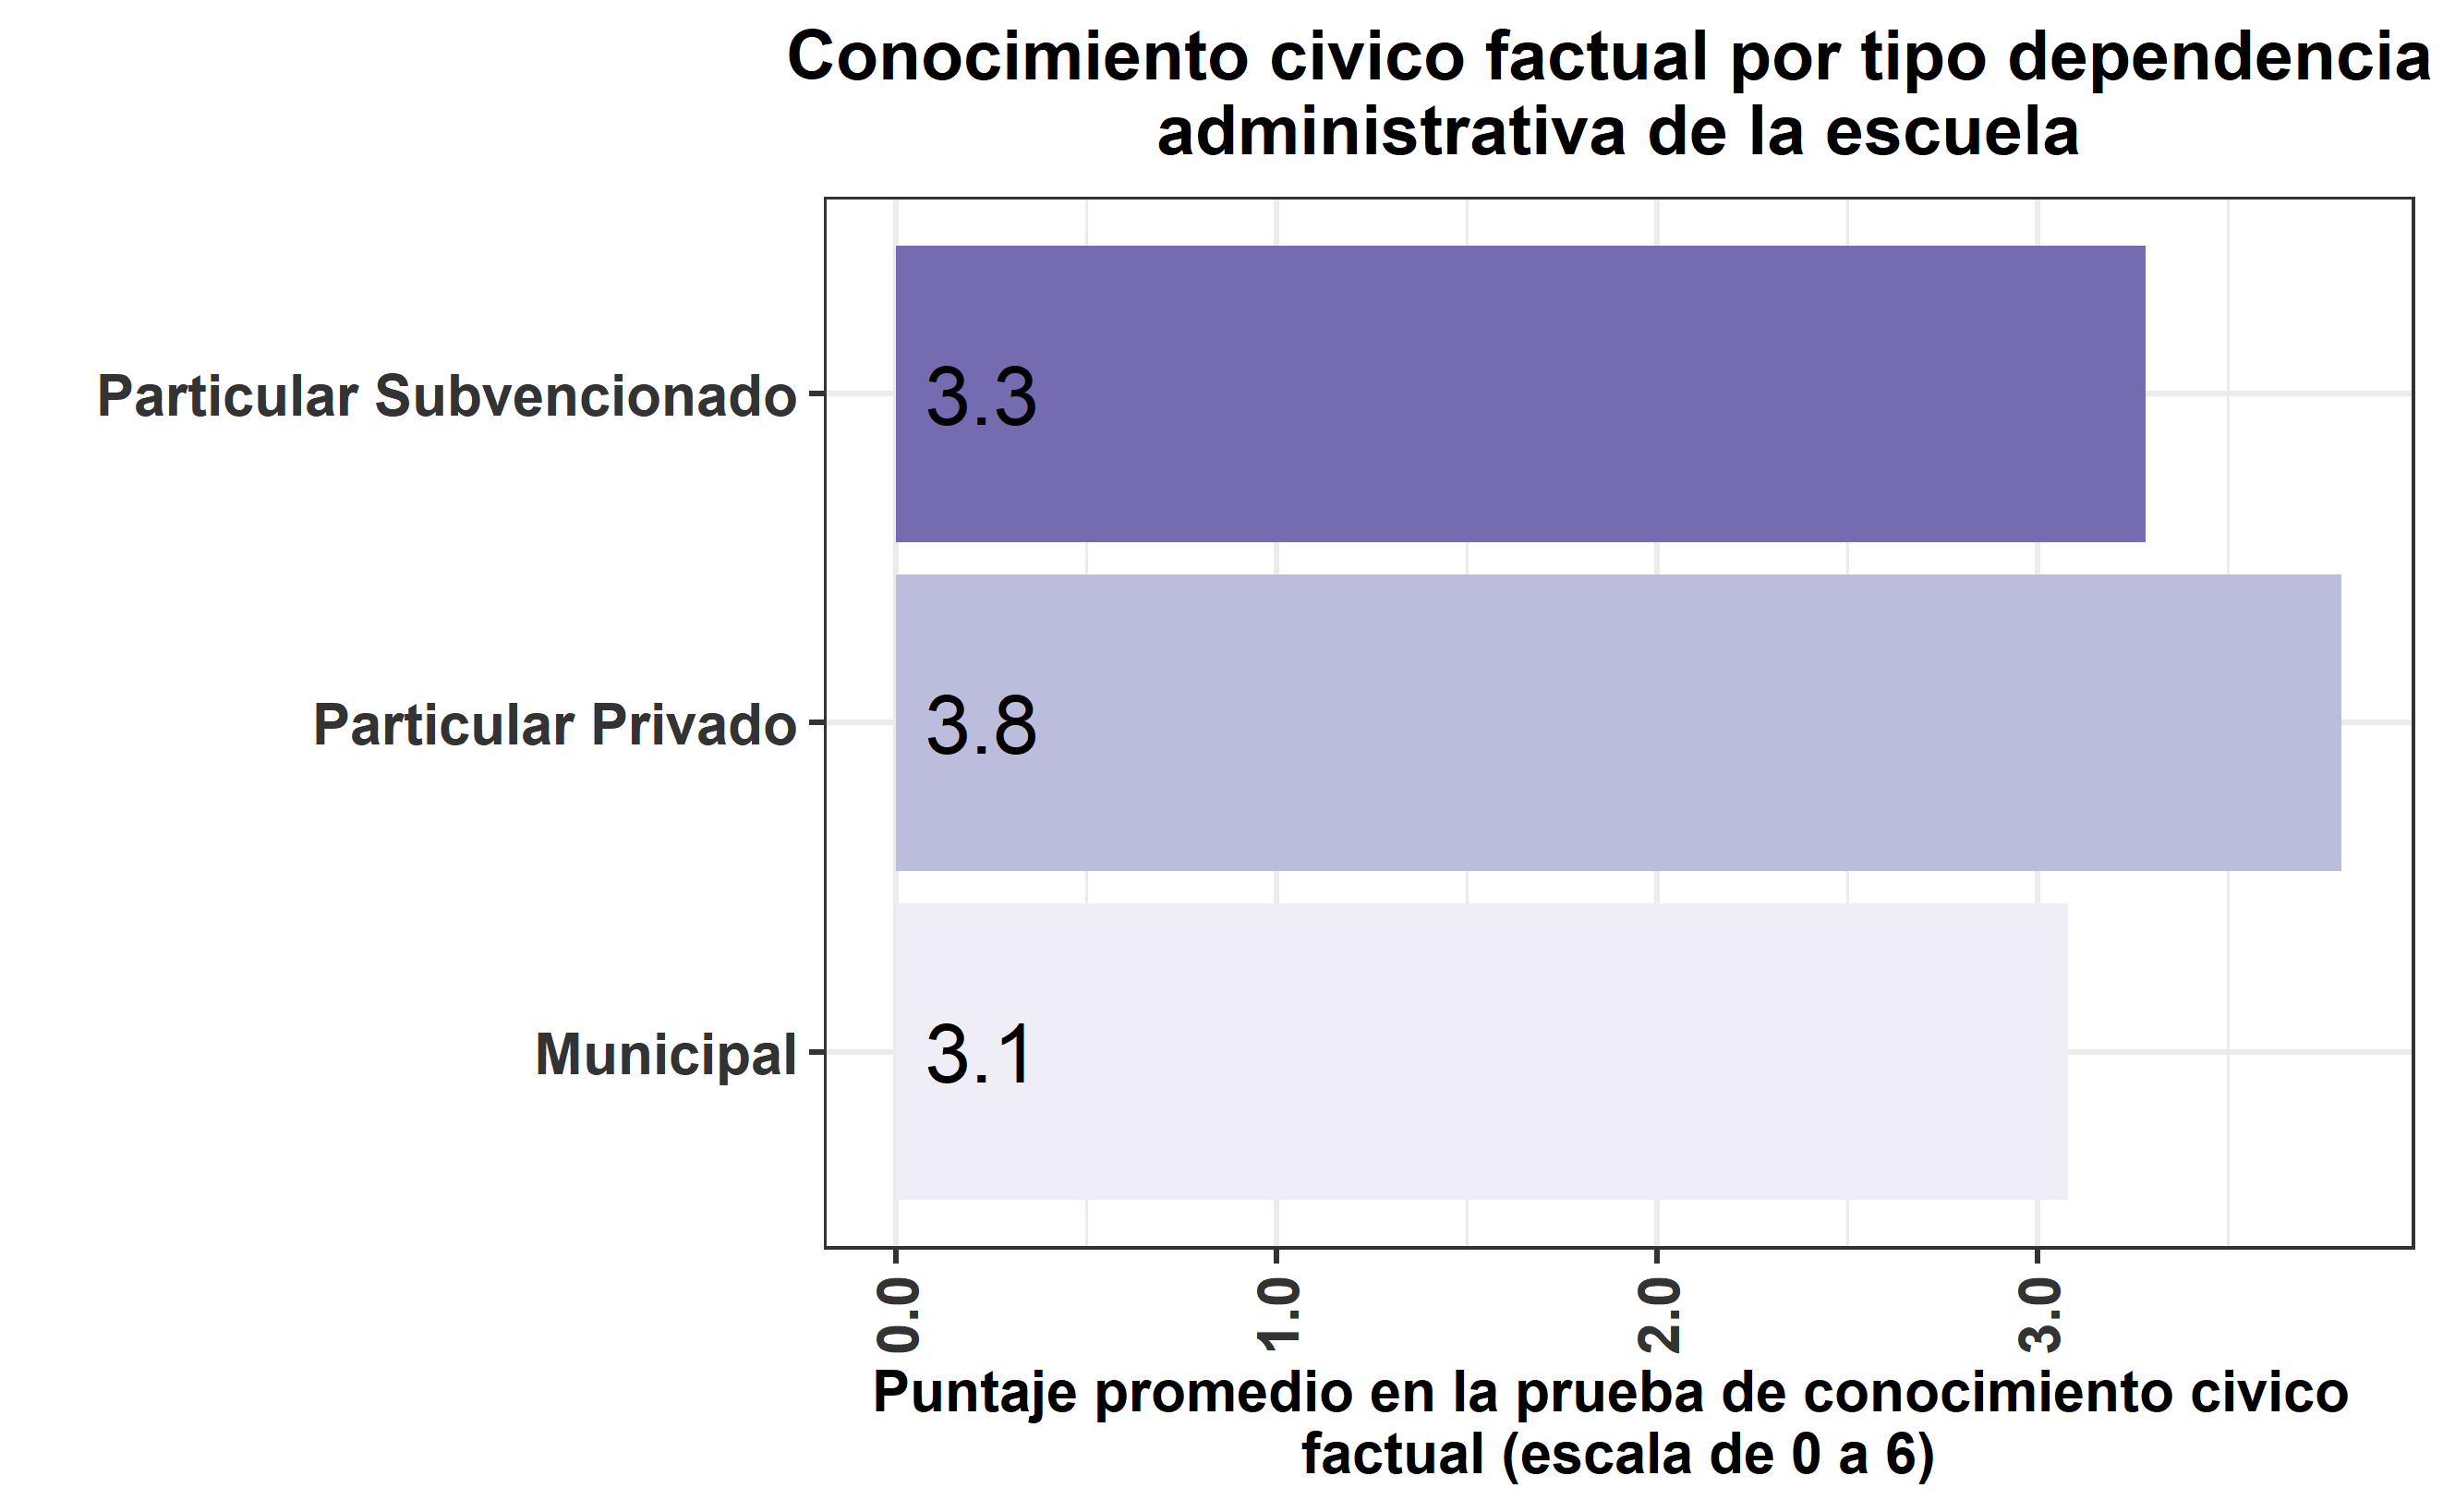 Conocimiento civico factual por tipo dependencia
administrativa de la escuela
Particular Subvencionado
3.3
Particular Privado
3.8
Municipal
3.1
0.0
1.0
2.0
3.0
Puntaje promedio en la prueba de conocimiento civico
factual (escala de 0 a 6)